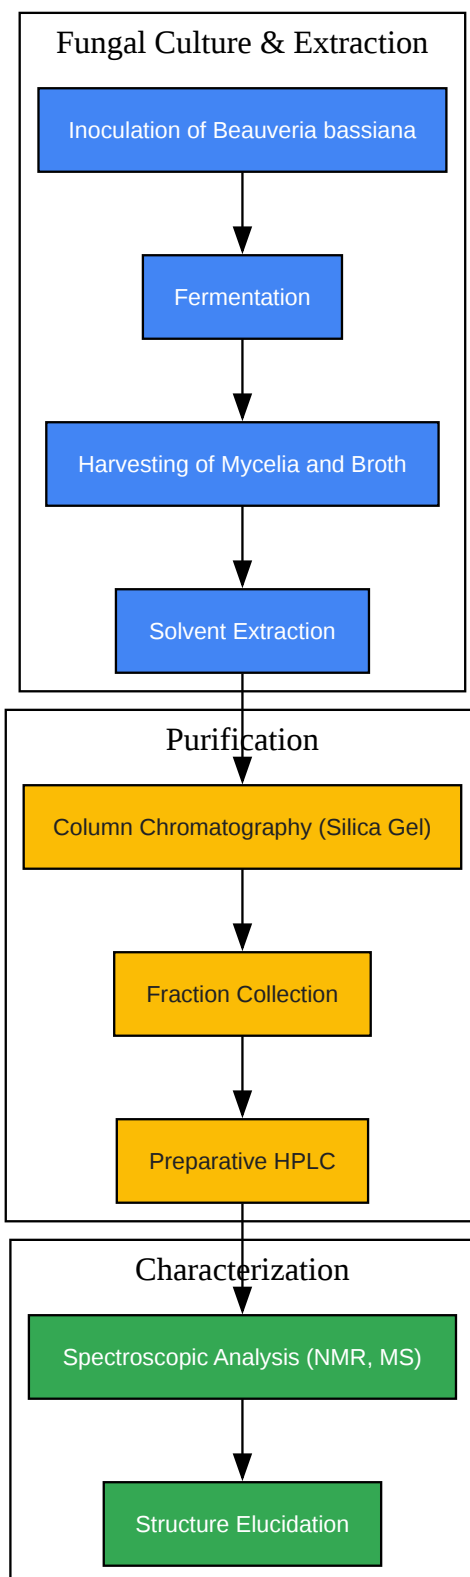 Fungal Culture & Extraction
Inoculation of Beauveria bassiana
Fermentation
Harvesting of Mycelia and Broth
Solvent Extraction
Purification
Column Chromatography (Silica Gel)
Fraction Collection
Preparative HPLC
Characterization
Spectroscopic Analysis (NMR, MS)
Structure Elucidation